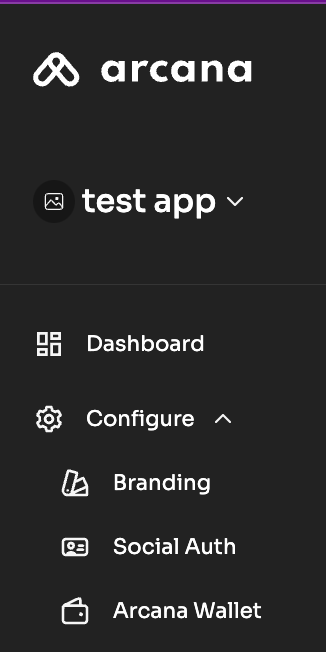 arcana
test app
Dashboard
Configure
Branding
Social Auth
Arcana Wallet